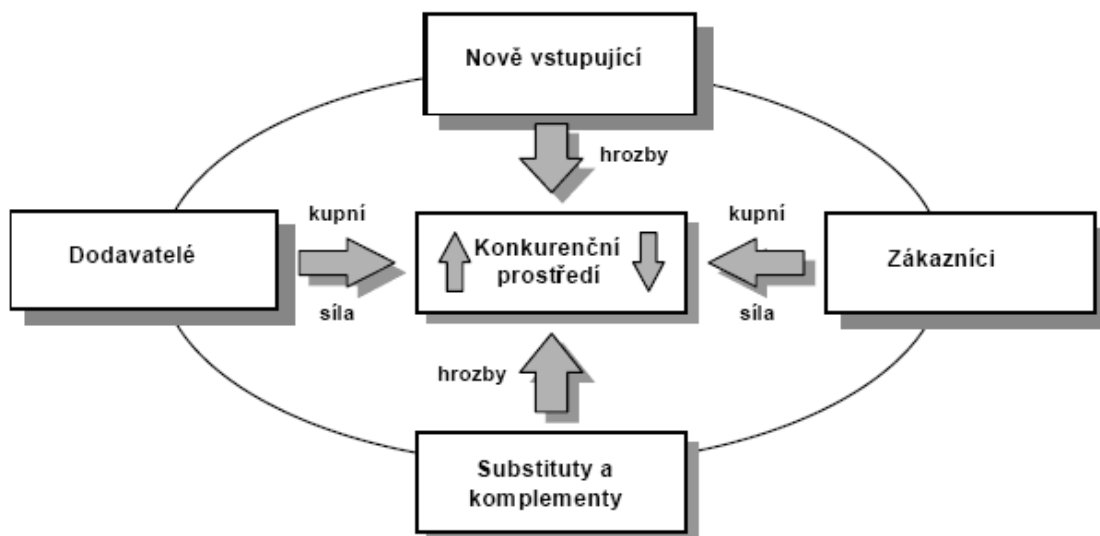 Nově vstupující
hrozby
kupní
kupní
Dodavatelé
Konkurenční
prostředí
Zákazníci
síla
síla
hrozby
Substituty a
komplementy